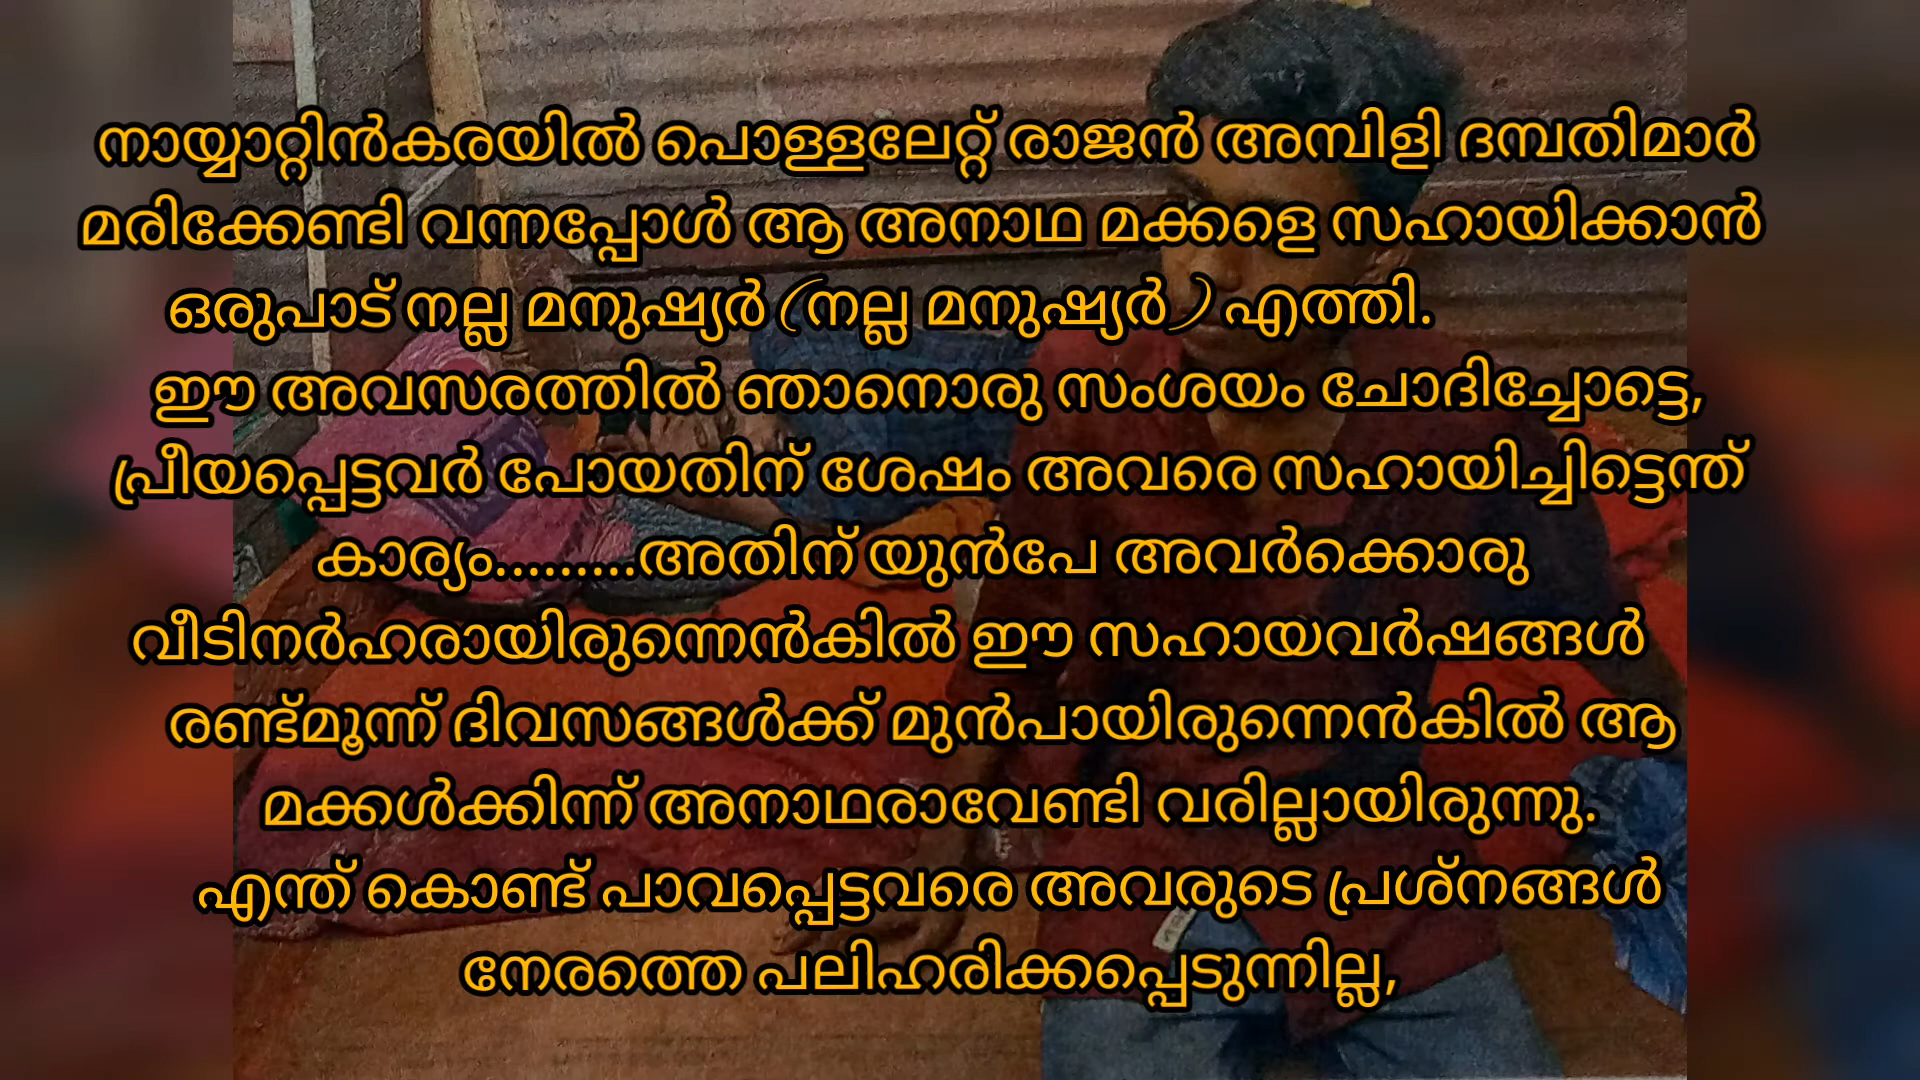 നായ്യാറ്റിൻകരയിൽ പൊള്ളലേറ്റ് രാജൻ അമ്പിളി ദമ്പതിമാർ
മരിക്കേണ്ടി വന്നപ്പോൾ ആ അനാഥ മക്കളെ സഹായിക്കാൻ
ഒരുപാട് നല്ല മനുഷ്യർ (നല്ല മനുഷ്യർ) എത്തി.
ഈ അവസരത്തിൽ ഞാനൊരു സംശയം ചോദിച്ചോട്ടെ,
പ്രീയപ്പെട്ടവർ പോയതിന് ശേഷം അവരെ സഹായിച്ചിട്ടെന്ത്
കാര്യം.........അതിന് യുൻപേ അവർക്കൊരു
വീടിനർഹരായിരുന്നെൻകിൽ ഈ സഹായവർഷങ്ങൾ
രണ്ട്മൂന്ന് ദിവസങ്ങൾക്ക് മുൻപായിരുന്നെൻകിൽ ആ
മക്കൾക്കിന്ന് അനാഥരാവേണ്ടി വരില്ലായിരുന്നു.
എന്ത് കൊണ്ട് പാവപ്പെട്ടവരെ അവരുടെ പ്രശ്നങ്ങൾ
നേരത്തെ പലിഹരിക്കപ്പെടുന്നില്ല,